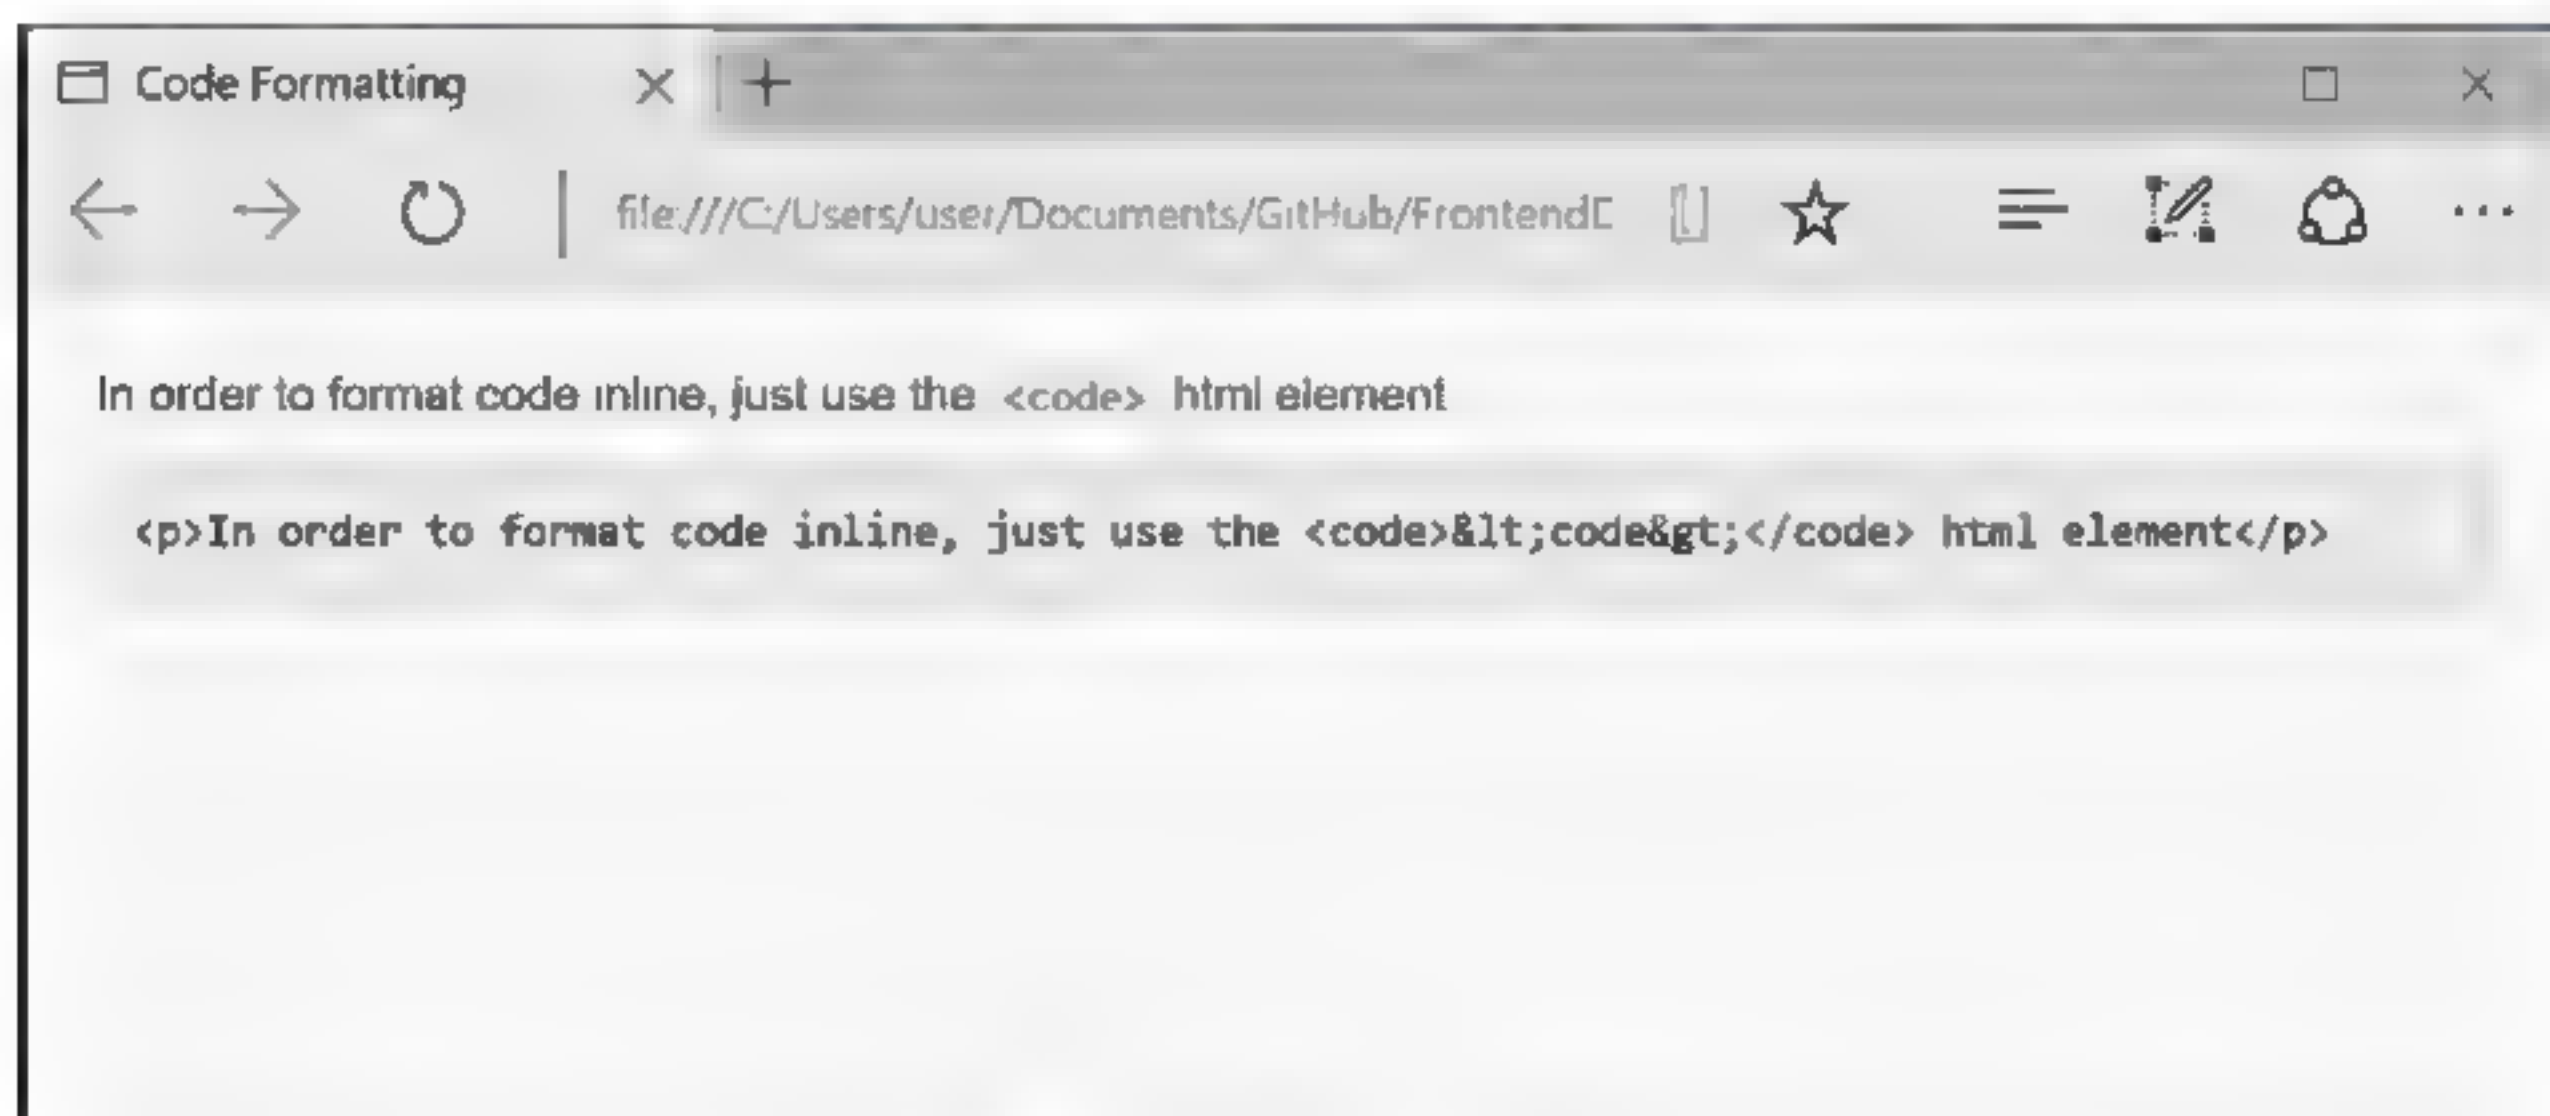 Code Formatting
file:///C:/Users/user/Documents/GitHub/FrontendD
In order to format code inline, just use the <code> html element
<p>In order to format code inline, just use the <code>&lt;code&gt;</code> html element</p>